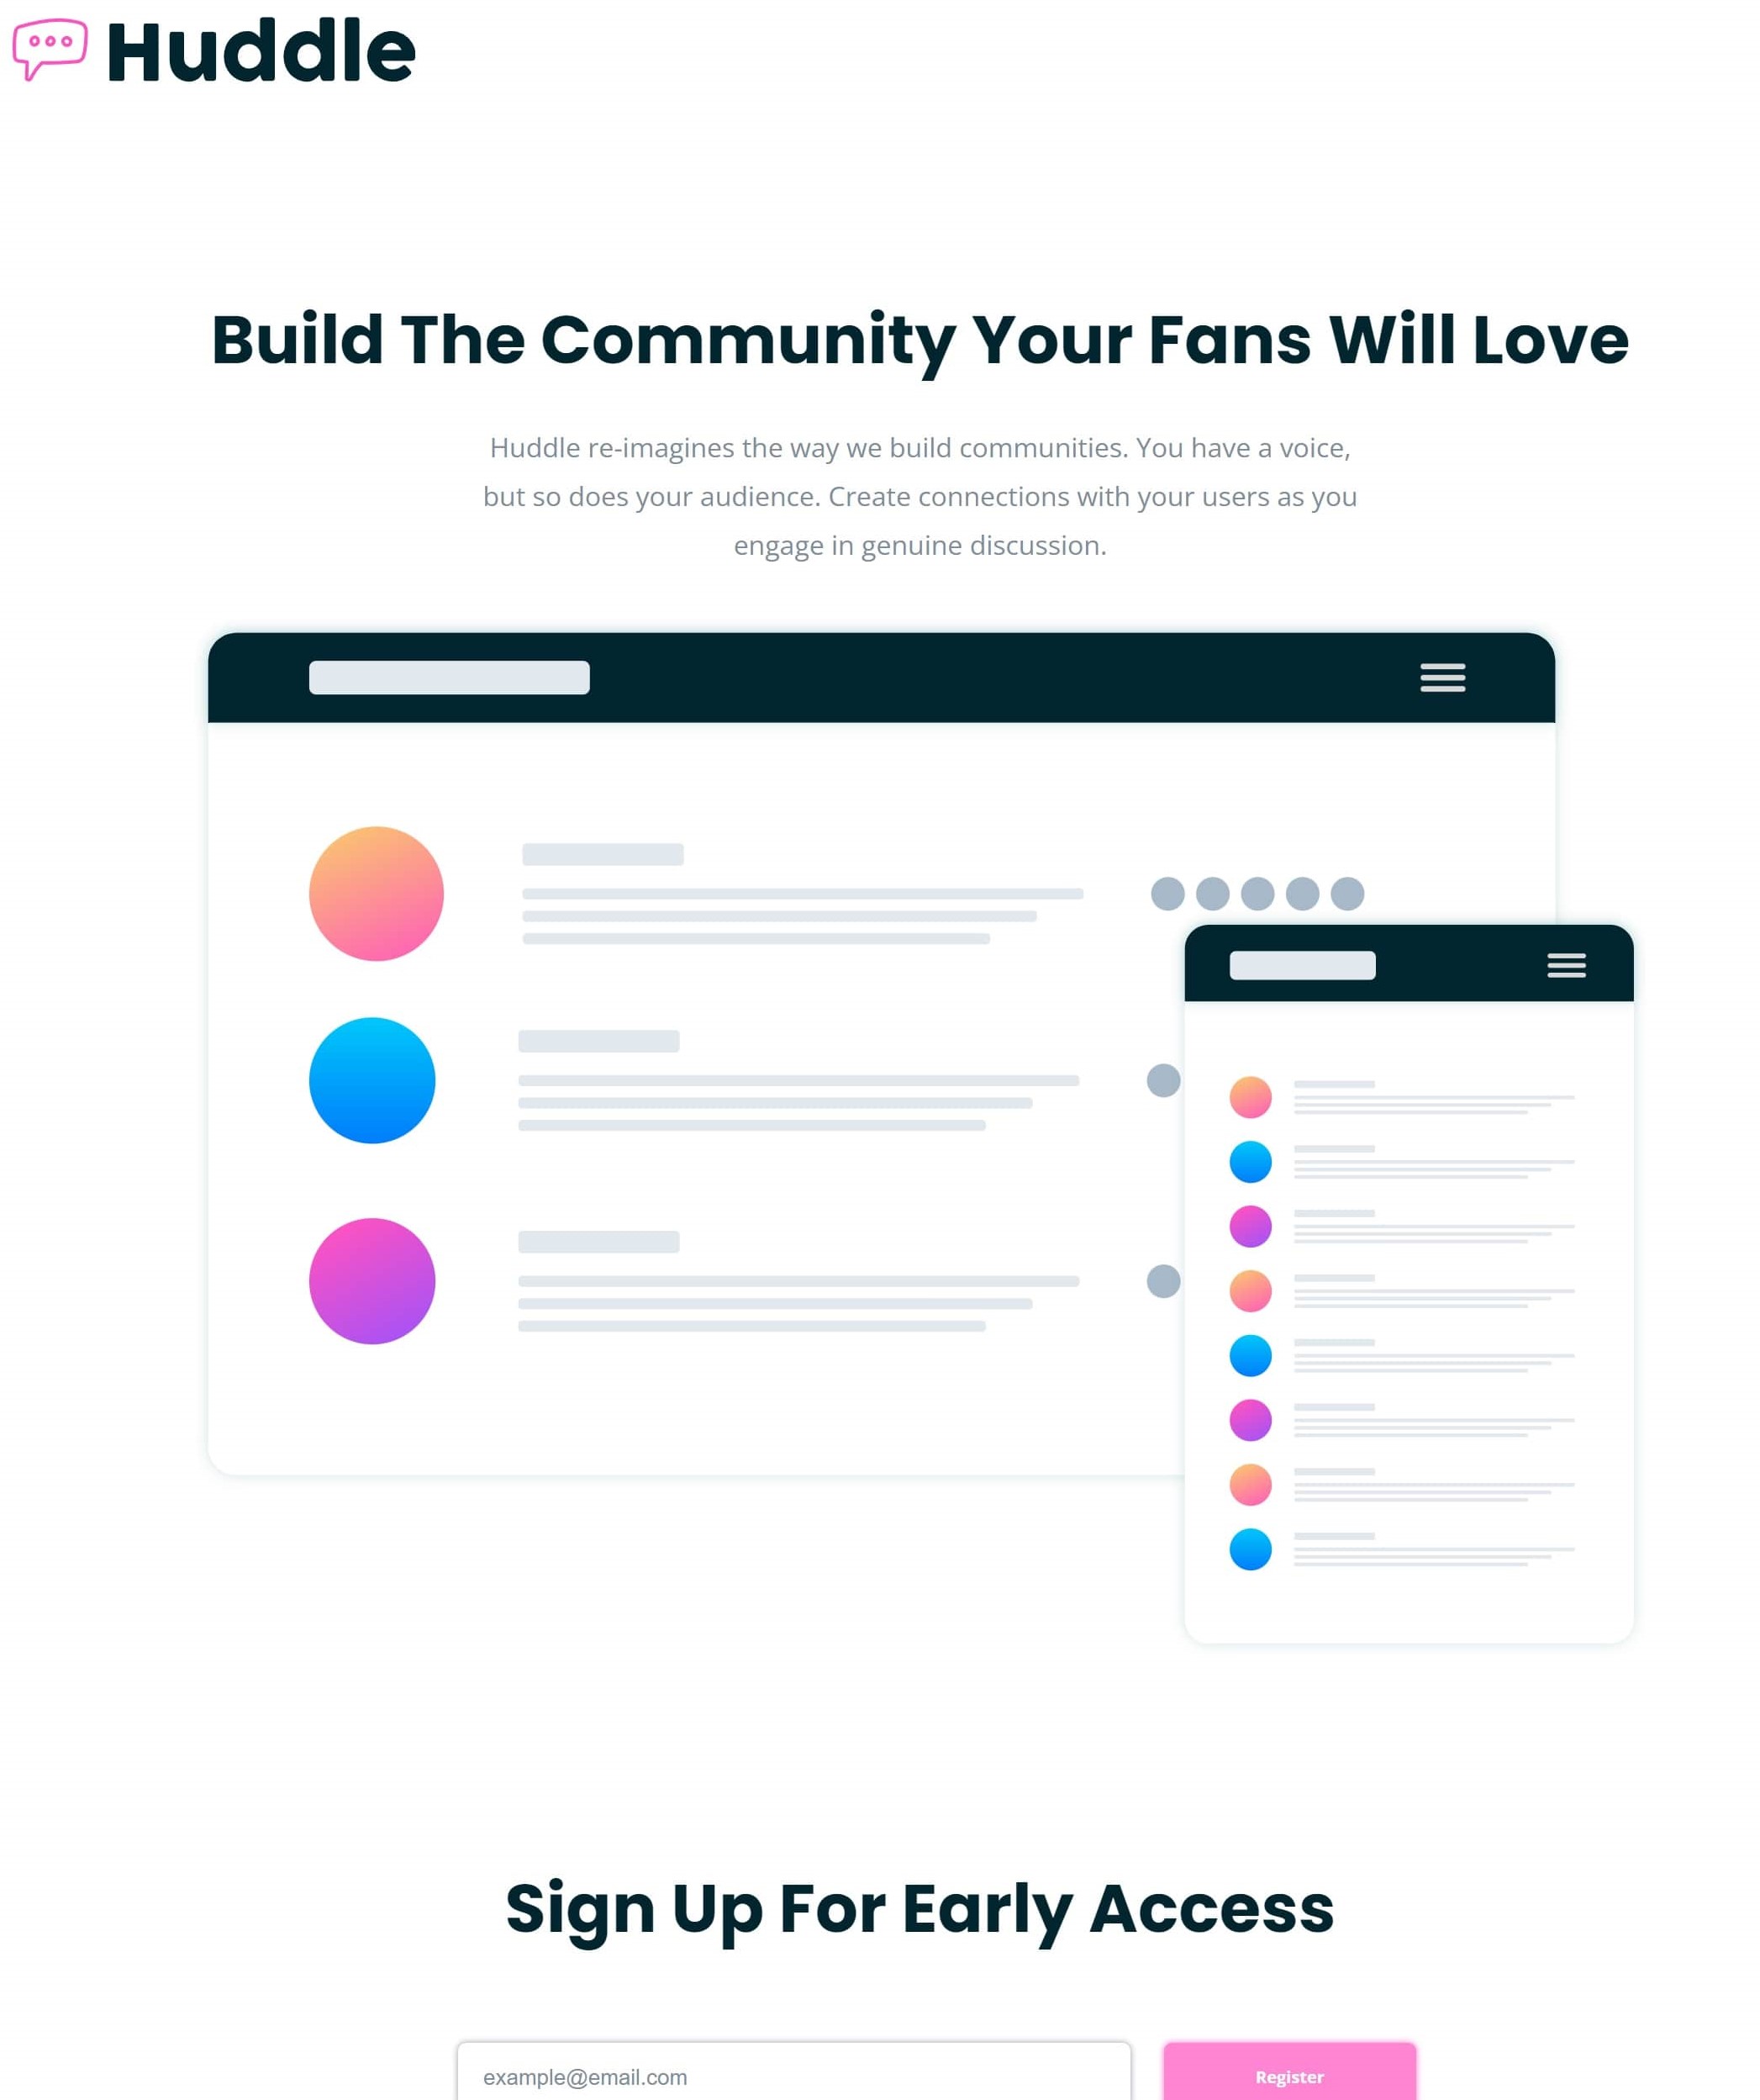 Huddle
Build The Community Your Fans Will Love
Huddle re-imagines the way we build communities. You have a voice,
but so does your audience. Create connections with your users as you
engage in genuine discussion.
Sign Up For Early Access
example@email.com
Register